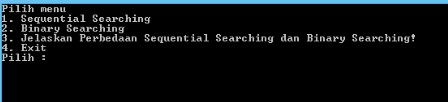 Pilih menu
1. Sequential Searching
2. Binary Searching
3. Jelaskan Perbedaan Sequential Searching dan Binary Searching!
4. Exit
Pilih :